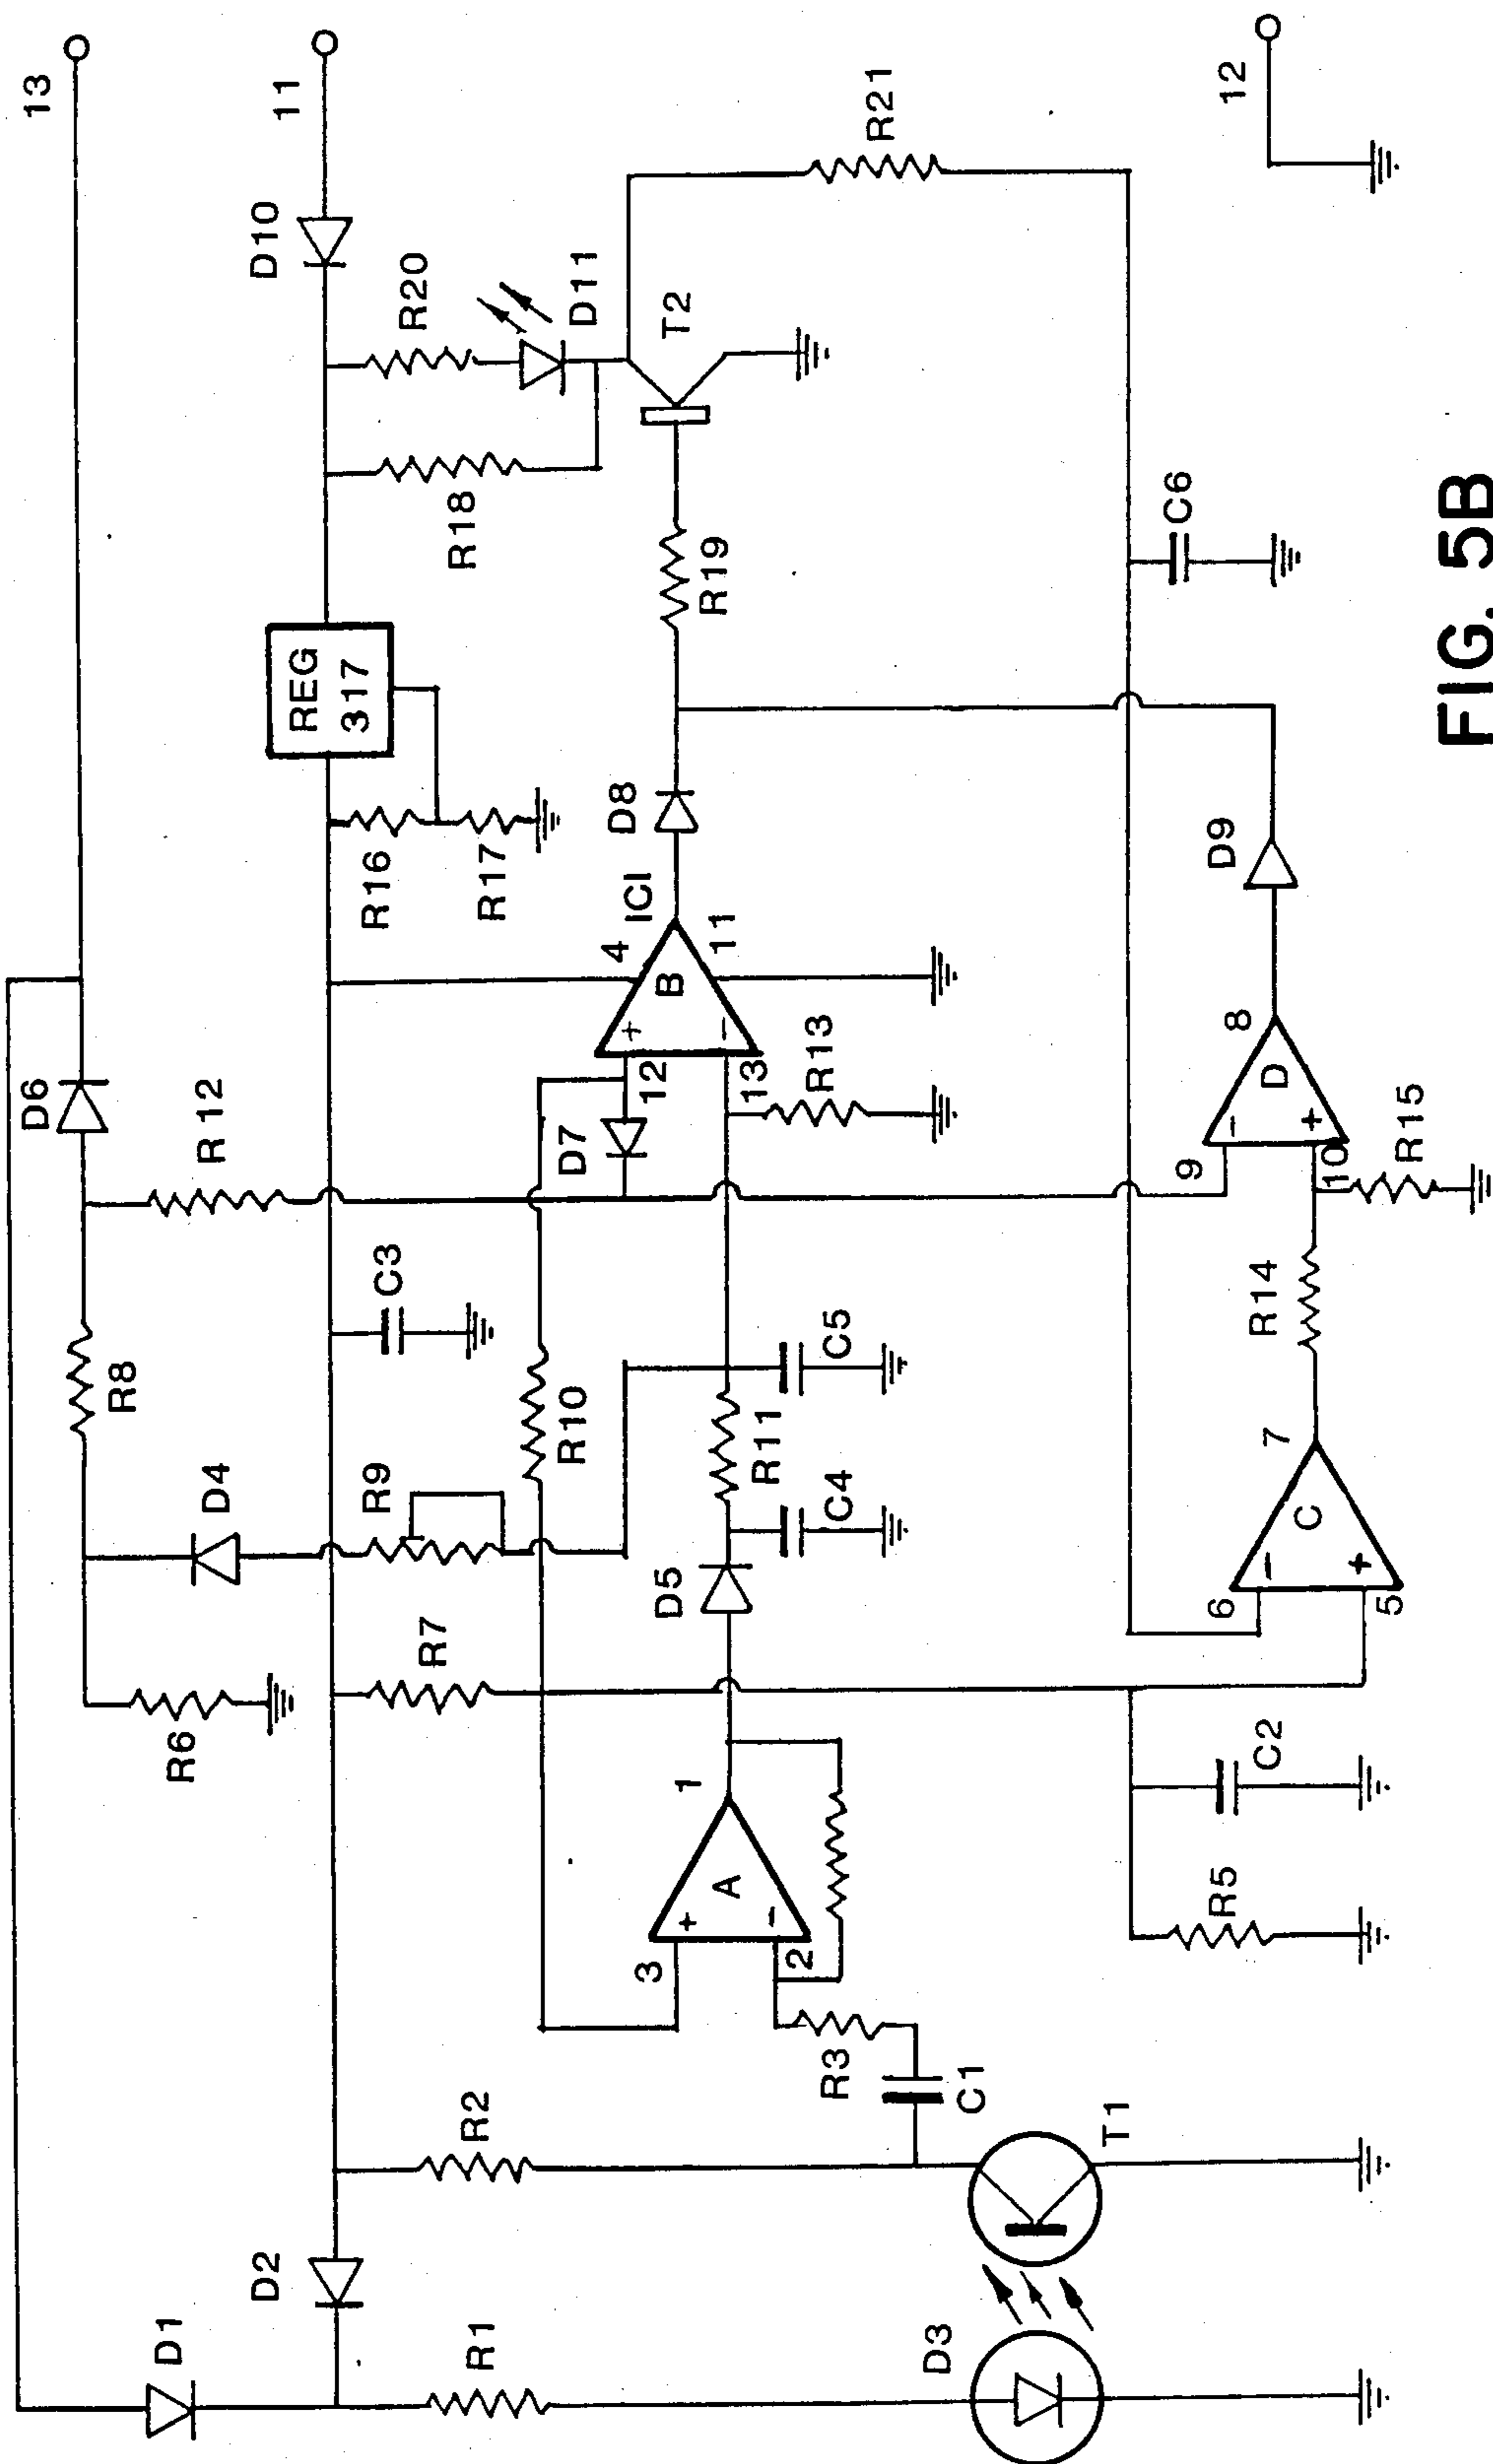 13
11
D10
R20
D11
T2
R21
12
R18
R19
C6
REG
317
R16
R17
D8
ICI
4
B
+
−
11
12
13
R13
D9
D6
R 12
D7
8
D
−
+
9
10
R15
R14
C3
C5
R8
R10
R11
C4
D4
R9
D5
7
C
−
+
6
5
R7
R6
1
A
+
−
3
2
C2
R5
R3
C1
R2
T1
D2
D1
R1
D3
FIG. 5B